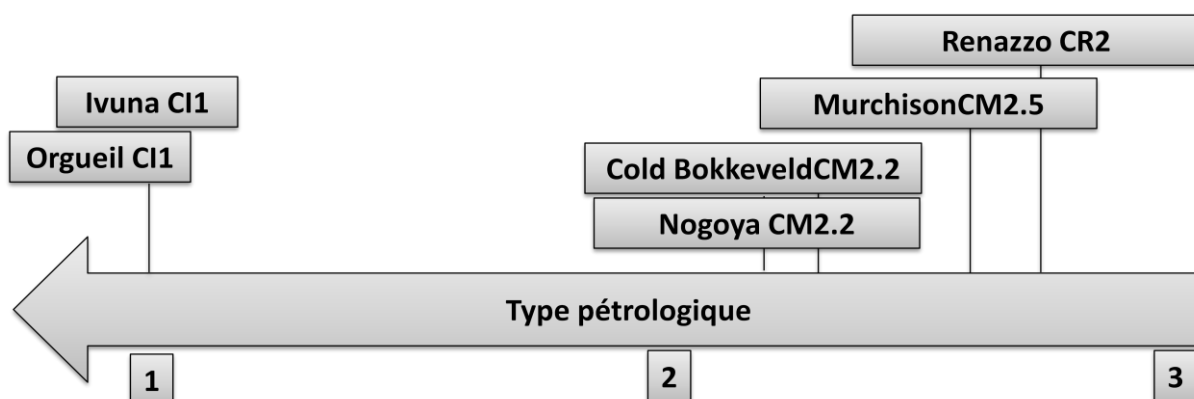 Renazzo CR2
Ivuna CI1
MurchisonCM2.5
Orgueil CI1
Cold BokkeveldCM2.2
Nogoya CM2.2
Type pétrologique
1
2
3